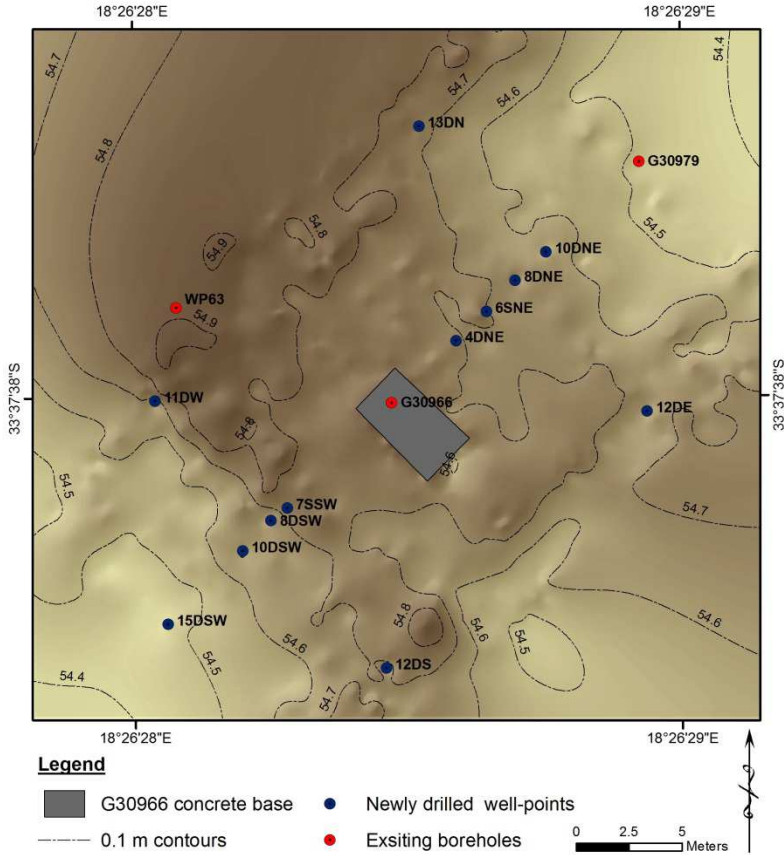 18°26'28"E 18°26'29"E
54.7 54.7 54.6 54.4
54.8
13DN
G30979
54.8
54.9
54.5
10DNE
8DNE
WP63
6SNE
54.9
4DNE
33°37'38"S 33°37'38"S
11DW G30966 12DE
54.8
54.6
54.5
7SSW
54.7
8DSW
10DSW
54.8
54.6
15DSW
54.6 54.6
54.5
54.5
12DS
54.4
54.7
18°26'28"E 18°26'29"E
Legend
G30966 concrete base Newly drilled well-points
0.1 m contours Exsiting boreholes
0 2.5 5
Meters
N